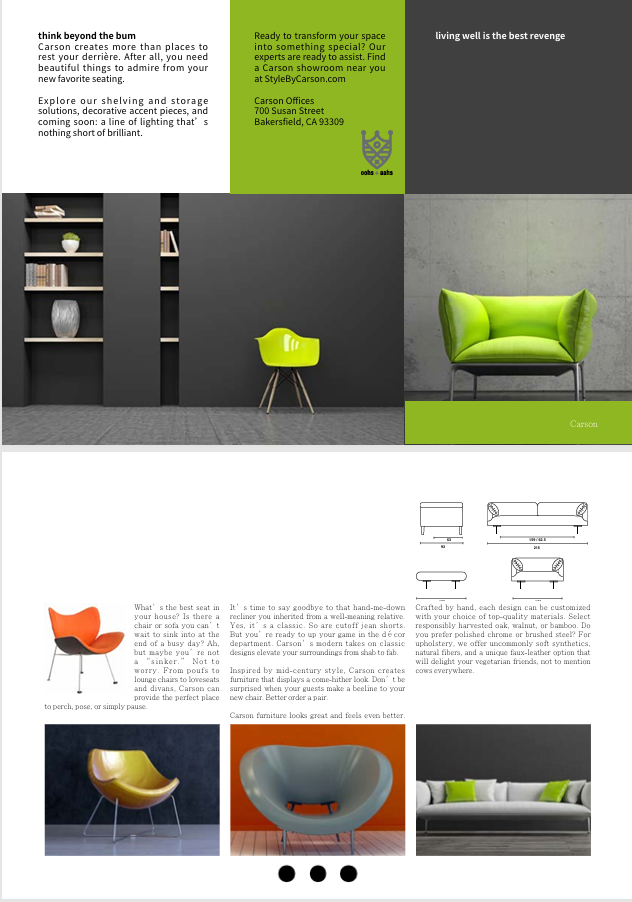 think beyond the bum
Carson creates more than places to
rest your derrière. After all, you need
beautiful things to admire from your
new favorite seating.
Explore our shelving and storage
solutions, decorative accent pieces, and
coming soon: a line of lighting that's
nothing short of brilliant.
Ready to transform your space
into something special? Our
experts are ready to assist. Find
a Carson showroom near you
at StyleByCarson.com
Carson Offices
700 Susan Street
Bakersfield, CA 93309
oohs + aahs
living well is the best revenge
Carson
What's the best seat in
your house? Is there a
chair or sofa you can't
wait to sink into at the
end of a busy day? Ah,
but maybe you're not
a "sinker." Not to
worry. From poufs to
lounge chairs to loveseats
and divans, Carson can
provide the perfect place
to perch, pose, or simply pause.
It's time to say goodbye to that hand-me-down
recliner you inherited from a well-meaning relative.
Yes, it's a classic. So are cutoff jean shorts.
But you're ready to up your game in the décor
department. Carson's modern takes on classic
designs elevate your surroundings from shab to fab.
Inspired by mid-century style, Carson creates
furniture that displays a come-hither look. Don't be
surprised when your guests make a beeline to your
new chair. Better order a pair.
Carson furniture looks great and feels even better.
63
93
159 / 62.5
215
Crafted by hand, each design can be customized
with your choice of top-quality materials. Select
responsibly harvested oak, walnut, or bamboo. Do
you prefer polished chrome or brushed steel? For
upholstery, we offer uncommonly soft synthetics,
natural fibers, and a unique faux-leather option that
will delight your vegetarian friends, not to mention
cows everywhere.